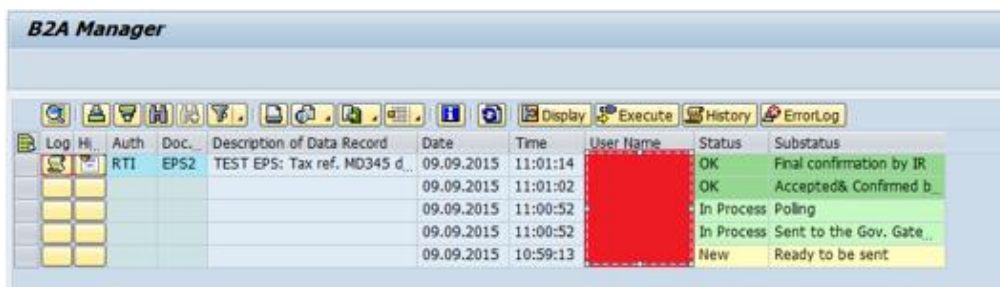 B2A Manager
Display Execute History ErrorLog
Log Hi... Auth Doc... Description of Data Record Date Time User Name Status Substatus
RTI EPS2 TEST EPS: Tax ref. MD345 d... 09.09.2015 11:01:14 OK Final confirmation by IR
09.09.2015 11:01:02 OK Accepted& Confirmed b...
09.09.2015 11:00:52 In Process Polling
09.09.2015 11:00:52 In Process Sent to the Gov. Gate...
09.09.2015 10:59:13 New Ready to be sent